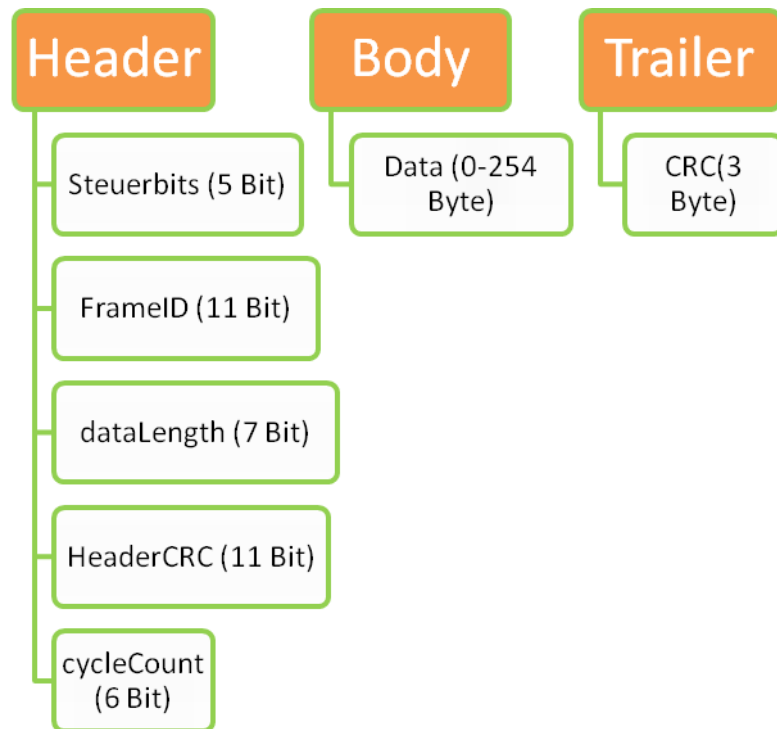 Header
Steuerbits (5 Bit)
FrameID (11 Bit)
dataLength (7 Bit)
HeaderCRC (11 Bit)
cycleCount
(6 Bit)
Body
Data (0-254
Byte)
Trailer
CRC(3
Byte)